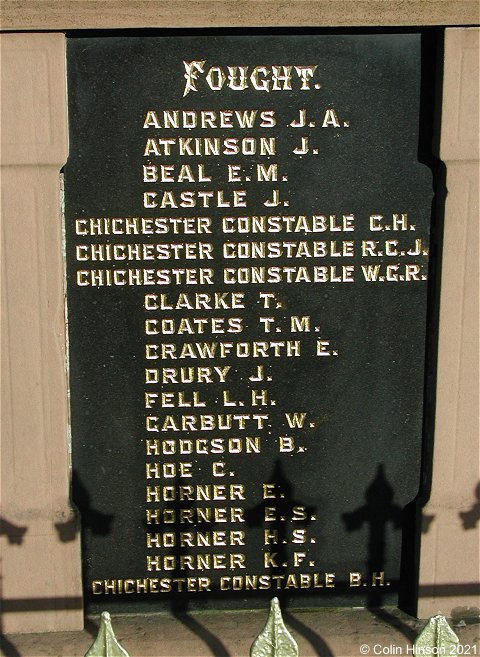 FOUGHT.
ANDREWS J.A.
ATKINSON J.
BEAL E.M.
CASTLE J.
CHICHESTER CONSTABLE C.H.
CHICHESTER CONSTABLE R.C.J.
CHICHESTER CONSTABLE W.G.R.
CLARKE T.
COATES T.M.
CRAWFORTH E.
DRURY J.
FELL L.H.
GARBUTT W.
HODGSON B.
HOE C.
HORNER E.
HORNER E.S.
HORNER H.S.
HORNER K.F.
CHICHESTER CONSTABLE B.H.
© Colin Hinson 2021